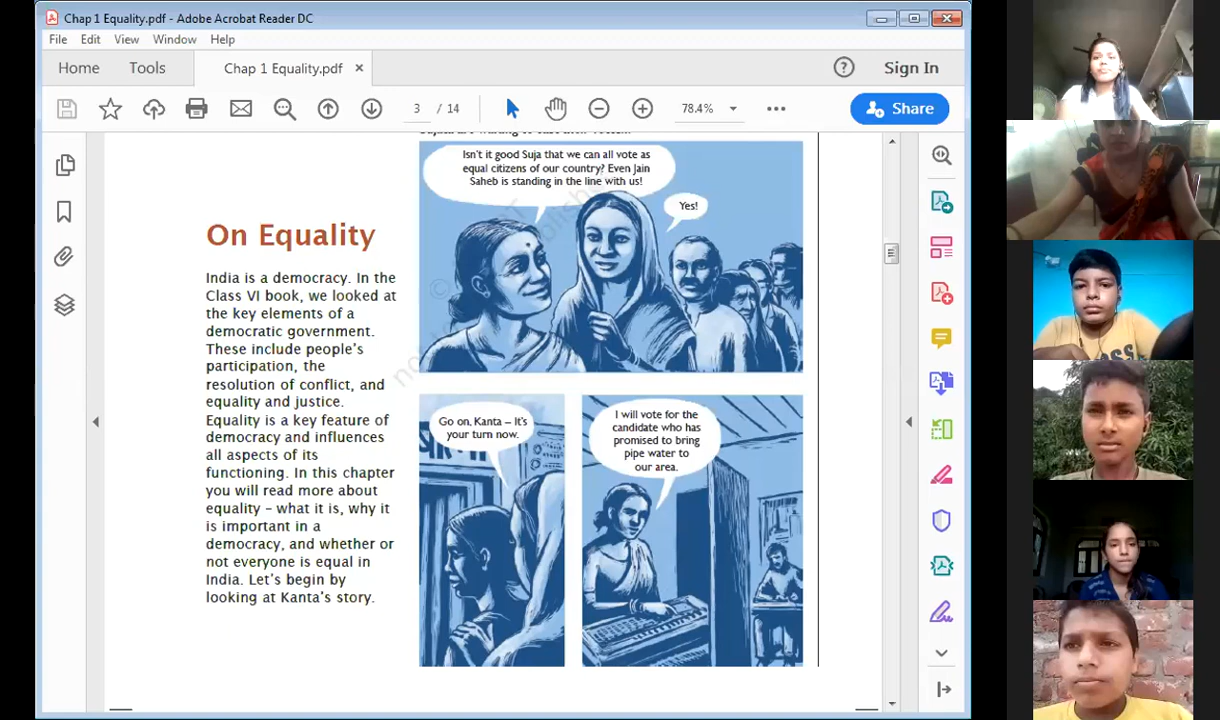 Chap 1 Equality.pdf - Adobe Acrobat Reader DC
File Edit View Window Help
Home Tools Chap 1 Equality.pdf × Sign In
3 / 14 78.4% Share
Isn't it good Suja that we can all vote as
equal citizens of our country? Even Jain
Saheb is standing in the line with us!
Yes!
On Equality
India is a democracy. In the
Class VI book, we looked at
the key elements of a
democratic government.
These include people's
participation, the
resolution of conflict, and
equality and justice.
Equality is a key feature of
democracy and influences
all aspects of its
functioning. In this chapter
you will read more about
equality – what it is, why it
is important in a
democracy, and whether or
not everyone is equal in
India. Let's begin by
looking at Kanta's story.
Go on, Kanta – It's
your turn now.
I will vote for the
candidate who has
promised to bring
pipe water to
our area.